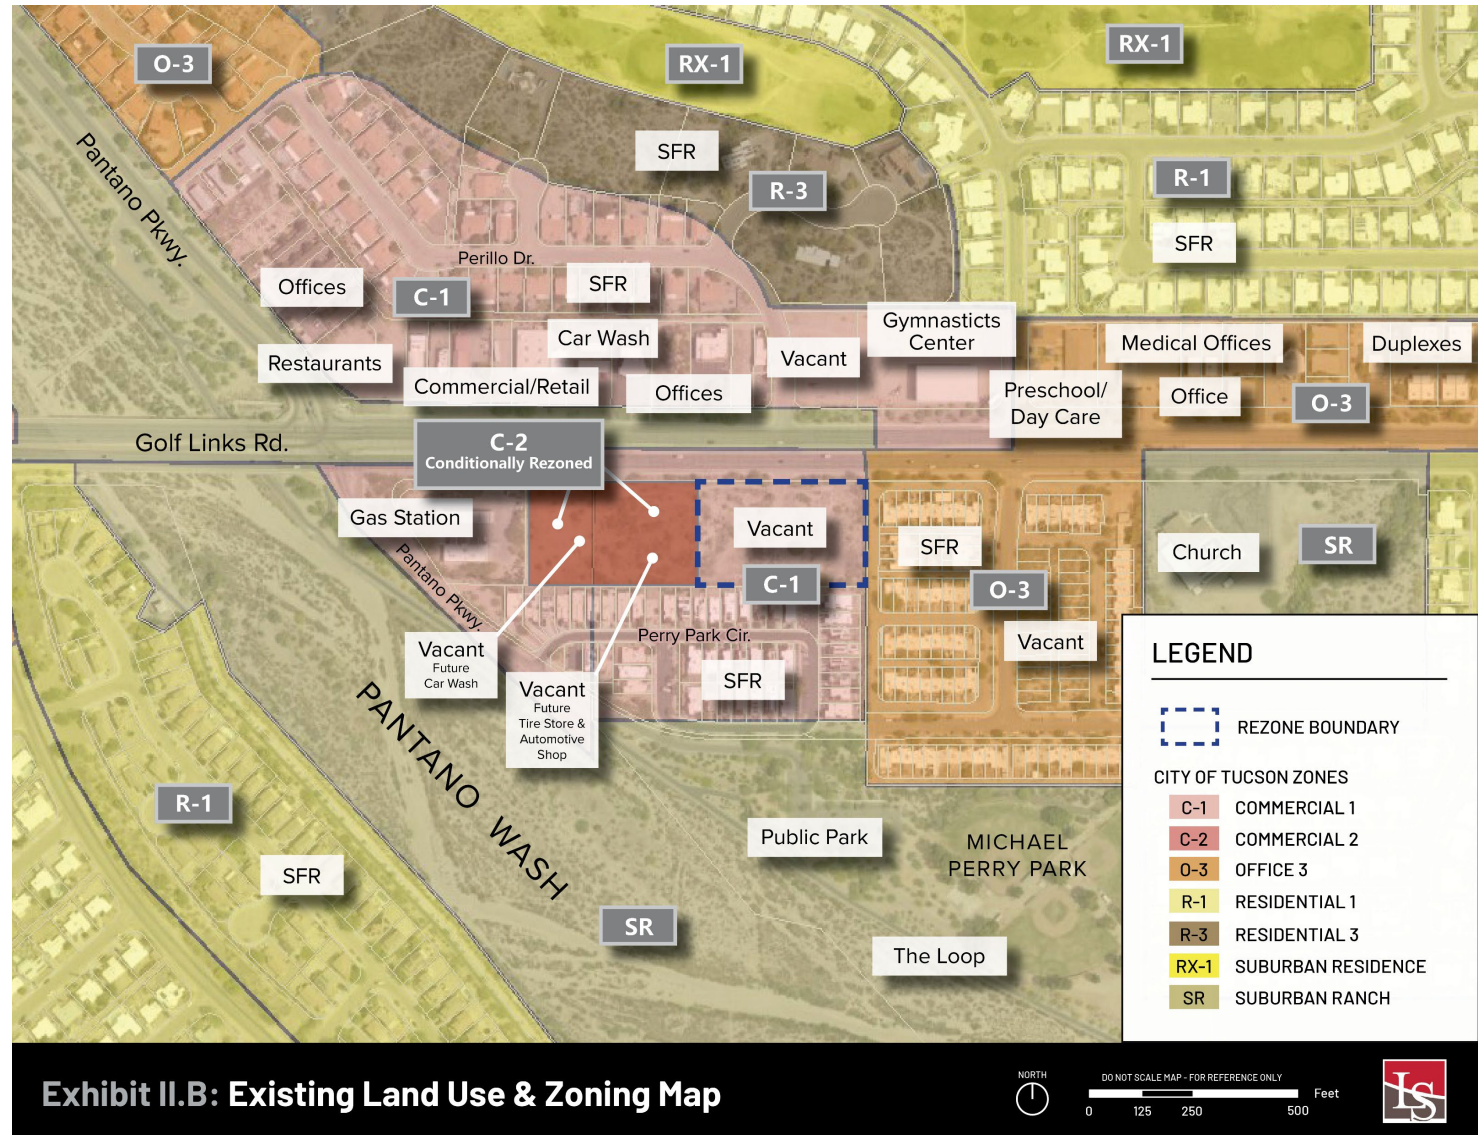 O-3
RX-1
RX-1
Pantano Pkwy.
SFR
R-3
R-1
SFR
Perillo Dr.
Offices
C-1
SFR
Gymnasticts
Center
Car Wash
Vacant
Medical Offices
Duplexes
Restaurants
Commercial/Retail
Offices
Preschool/
Day Care
Office
O-3
Golf Links Rd.
C-2
Conditionally Rezoned
Gas Station
Vacant
SFR
Church
SR
Pantano Pkwy.
C-1
O-3
Perry Park Cir.
Vacant
Vacant
Future
Car Wash
SFR
Vacant
Future
Tire Store &
Automotive
Shop
PANTANO WASH
R-1
SFR
Public Park
MICHAEL
PERRY PARK
SR
The Loop
LEGEND
REZONE BOUNDARY
CITY OF TUCSON ZONES
C-1 COMMERCIAL 1
C-2 COMMERCIAL 2
O-3 OFFICE 3
R-1 RESIDENTIAL 1
R-3 RESIDENTIAL 3
RX-1 SUBURBAN RESIDENCE
SR SUBURBAN RANCH
Exhibit II.B: Existing Land Use & Zoning Map
NORTH
DO NOT SCALE MAP - FOR REFERENCE ONLY
Feet
0 125 250 500
LS